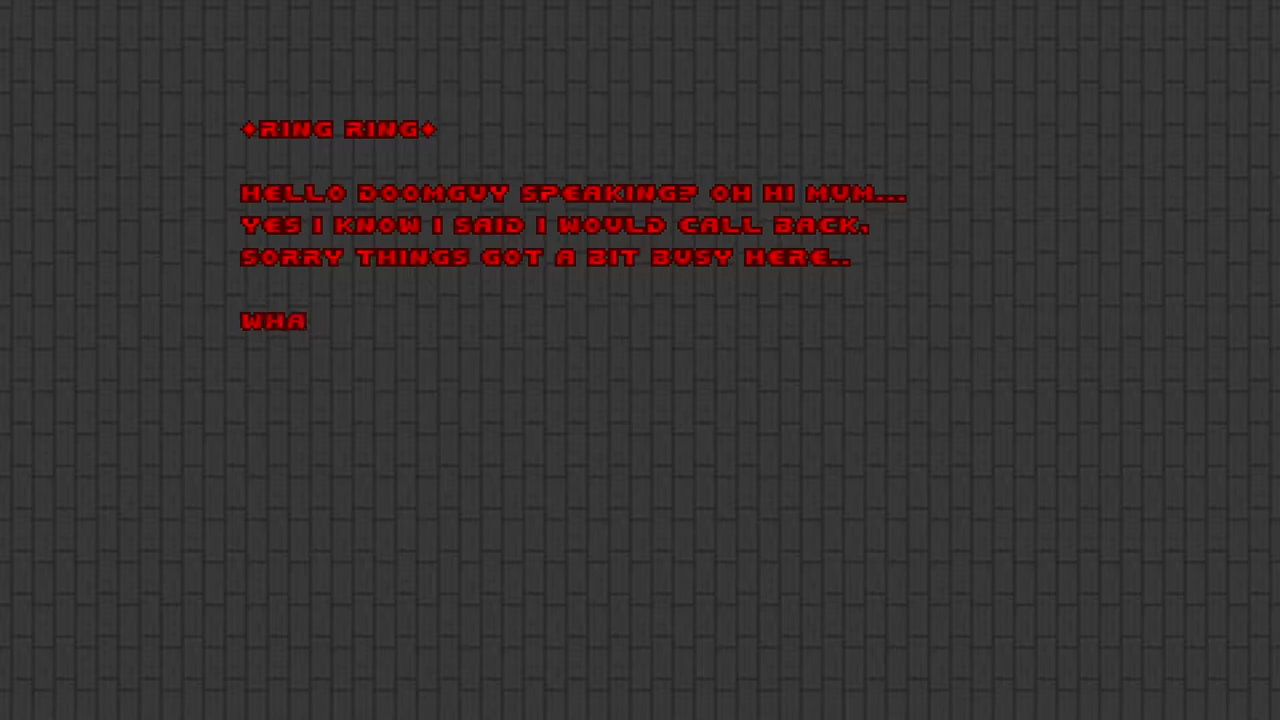 *RING RING*
HELLO DOOMGUY SPEAKING? OH HI MUM...
YES I KNOW I SAID I WOULD CALL BACK,
SORRY THINGS GOT A BIT BUSY HERE..
WHA